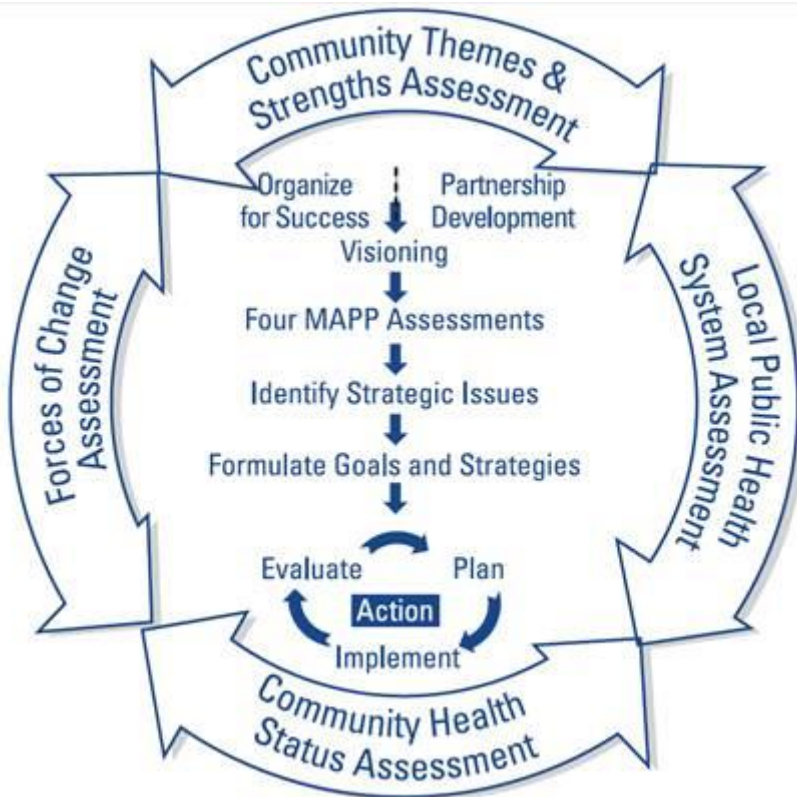 Community Themes &
Strengths Assessment
Organize
for Success
Partnership
Development
Visioning
Four MAPP Assessments
Identify Strategic Issues
Formulate Goals and Strategies
Evaluate
Plan
Action
Implement
Forces of Change
Assessment
Local Public Health
System Assessment
Community Health
Status Assessment